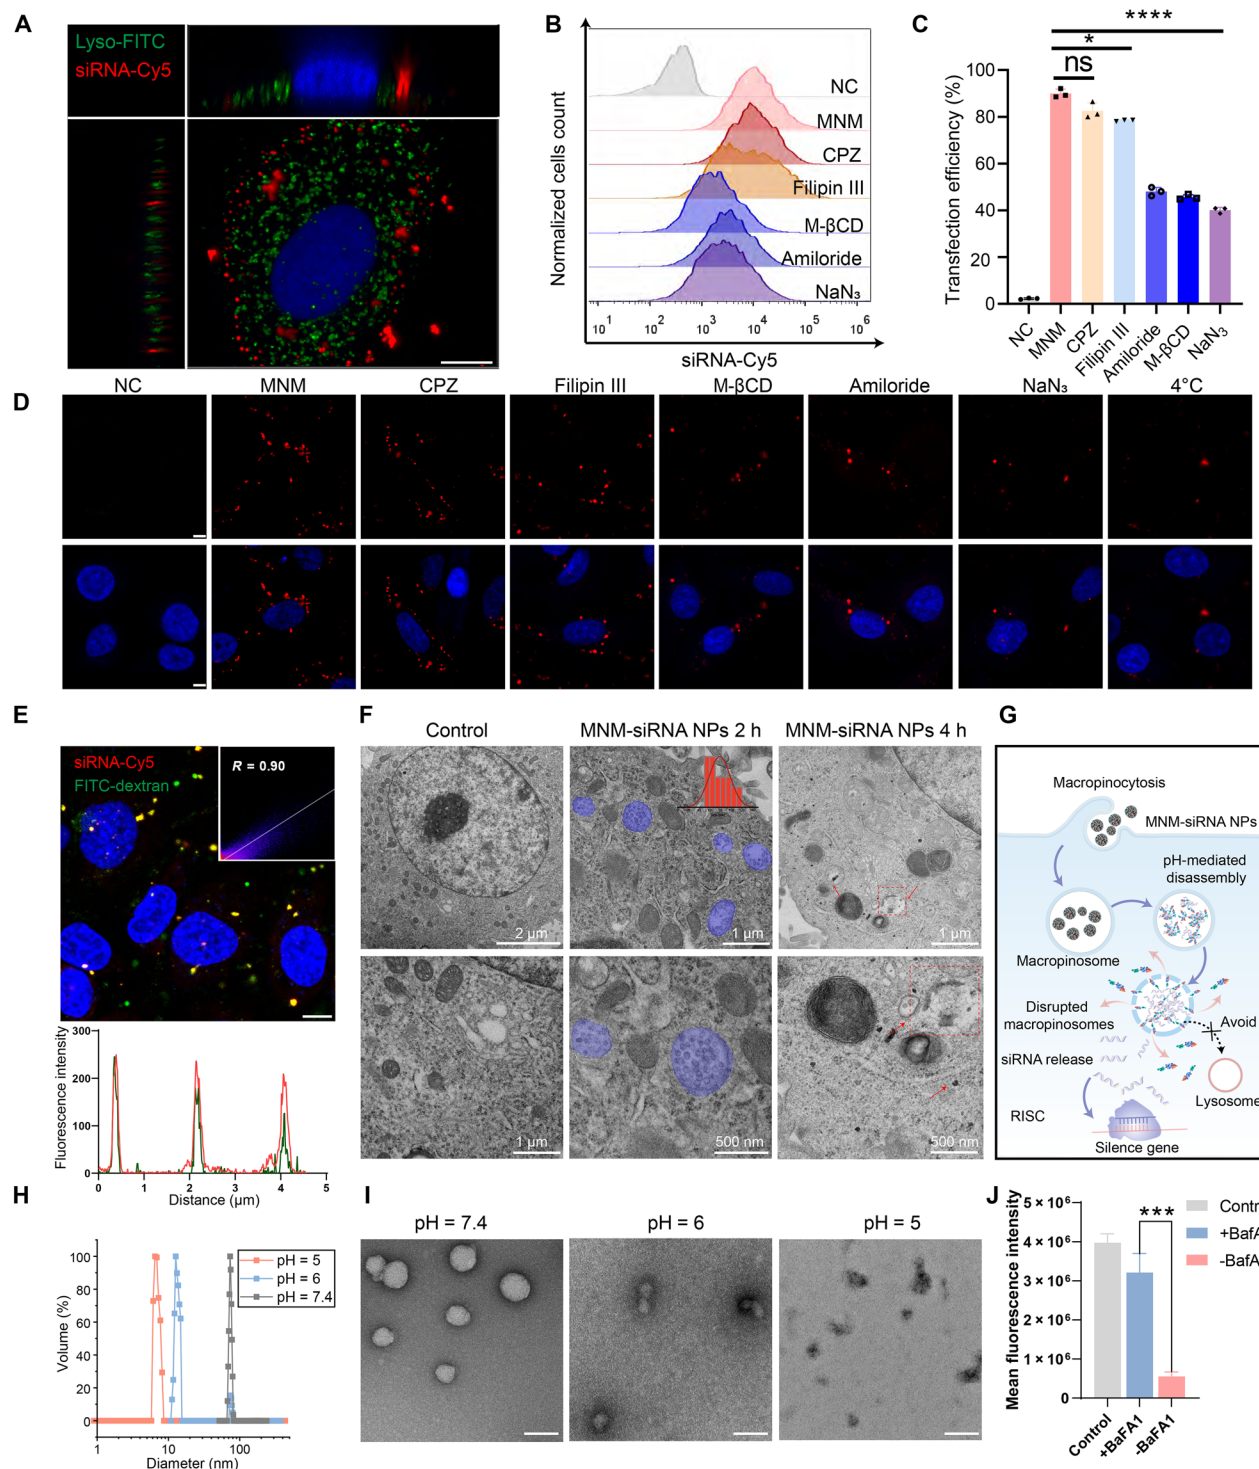 A
Lyso-FITC
siRNA-Cy5
B
Normalized cells count
NC
MNM
CPZ
Filipin III
M-βCD
Amiloride
NaN₃
10¹ 10² 10³ 10⁴ 10⁵ 10⁶
siRNA-Cy5
C
Transfection efficiency (%)
****
*
ns
100
80
60
40
20
0
NC
MNM
CPZ
Filipin III
Amiloride
M-βCD
NaN₃
D
NC MNM CPZ Filipin III M-βCD Amiloride NaN₃ 4°C
E
siRNA-Cy5
FITC-dextran
R = 0.90
Fluorescence intensity
300
200
100
0
0 1 2 3 4 5
Distance (μm)
F
Control
MNM-siRNA NPs 2 h
MNM-siRNA NPs 4 h
2 μm
1 μm
1 μm
1 μm
500 nm
500 nm
G
Macropinocytosis
MNM-siRNA NPs
pH-mediated
disassembly
Macropinosome
Disrupted
macropinosomes
Avoid
siRNA release
Lysosome
RISC
Silence gene
H
Volume (%)
100
80
60
40
20
0
pH = 5
pH = 6
pH = 7.4
1 10 100
Diameter (nm)
I
pH = 7.4
pH = 6
pH = 5
J
Mean fluorescence intensity
5 × 10⁶
4 × 10⁶
3 × 10⁶
2 × 10⁶
1 × 10⁶
0
***
Contr
+BafA
-BafA
Control
+BaFA1
-BaFA1